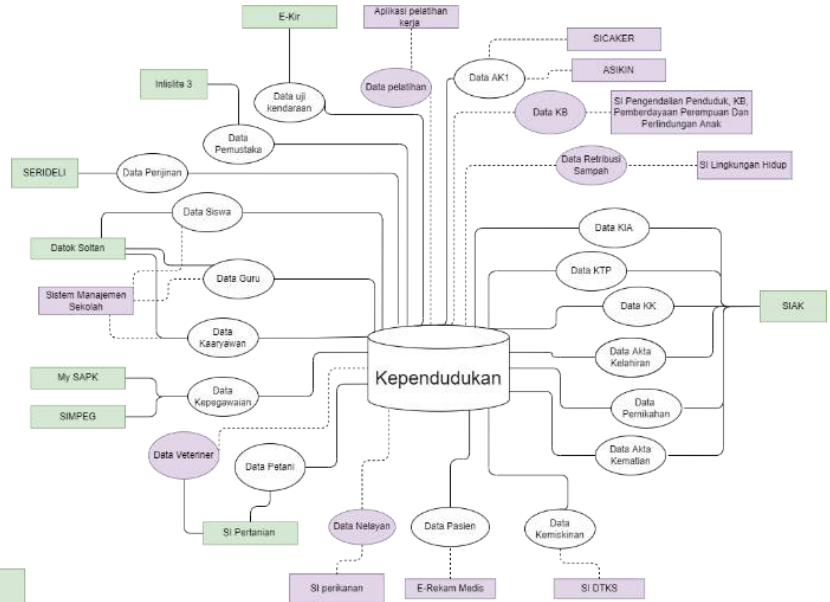 E-Kir
Aplikasi pelatihan
kerja
SICAKER
Data AK1
ASIKIN
Inlislite 3
Data uji
kendaraan
Data pelatihan
Data KB
SI Pengendalian Penduduk, KB,
Pemberdayaan Perempuan Dan
Perlindungan Anak
Data
Pemustaka
SERIDELI
Data Perijinan
Data Retribusi
Sampah
SI Lingkungan Hidup
Data Siswa
Data KIA
Datok Soltan
Data Guru
Data KTP
Sistem Manajemen
Sekolah
Data KK
SIAK
Data
Kaaryawan
Data Akta
Kelahiran
Kependudukan
My SAPK
Data
Kepegawaian
SIMPEG
Data
Pernikahan
Data Veteriner
Data Petani
Data Akta
Kematian
SI Pertanian
Data Nelayan
Data Pasien
Data
Kemiskinan
SI perikanan
E-Rekam Medis
SI DTKS